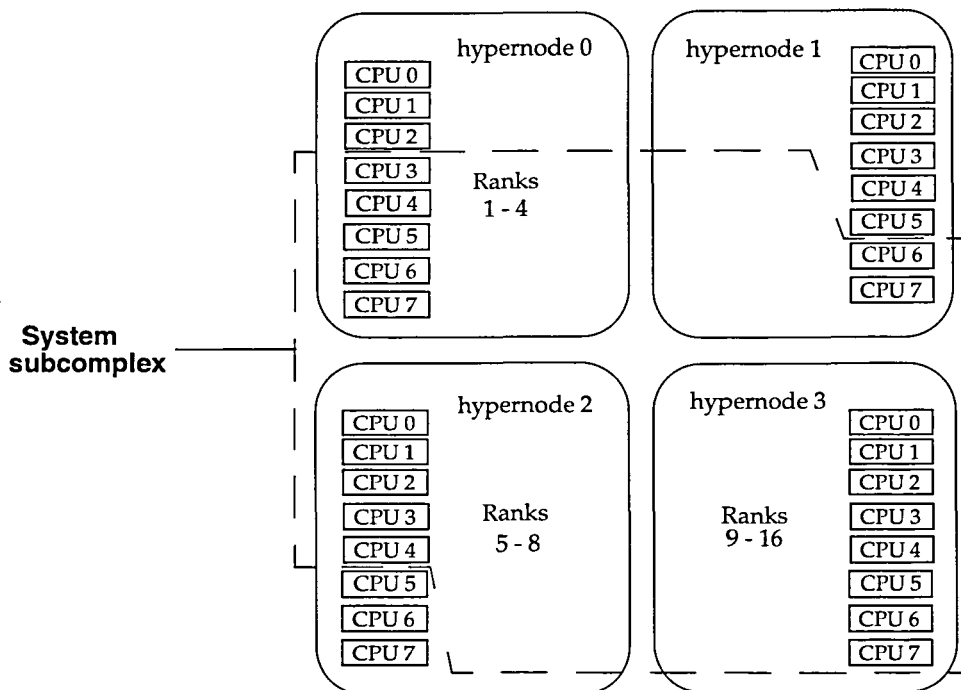 hypernode 0
CPU 0
CPU 1
CPU 2
CPU 3
CPU 4
CPU 5
CPU 6
CPU 7
Ranks
1 - 4
hypernode 1
CPU 0
CPU 1
CPU 2
CPU 3
CPU 4
CPU 5
CPU 6
CPU 7
System
subcomplex
hypernode 2
CPU 0
CPU 1
CPU 2
CPU 3
CPU 4
CPU 5
CPU 6
CPU 7
Ranks
5 - 8
hypernode 3
Ranks
9 - 16
CPU 0
CPU 1
CPU 2
CPU 3
CPU 4
CPU 5
CPU 6
CPU 7